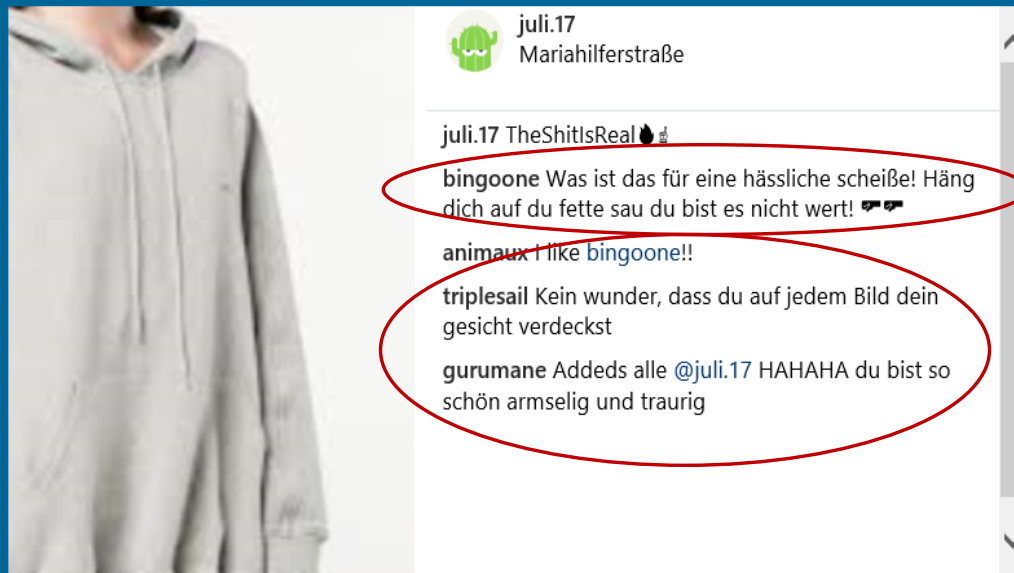 juli.17
Mariahilferstraße
juli.17 TheShitIsReal🔥☝
bingoone Was ist das für eine hässliche scheiße! Häng
dich auf du fette sau du bist es nicht wert! 🔫🔫
animaux I like bingoone!!
triplesail Kein wunder, dass du auf jedem Bild dein
gesicht verdeckst
gurumane Addeds alle @juli.17 HAHAHA du bist so
schön armselig und traurig